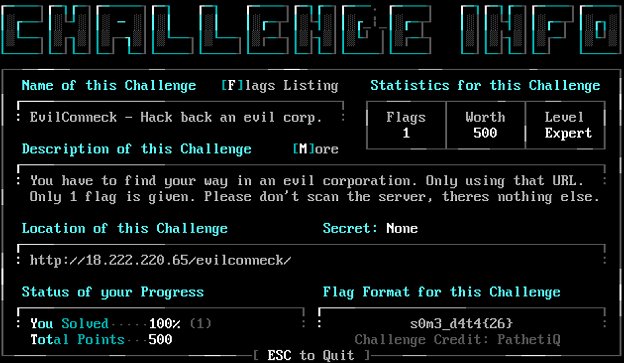 CHALLENGE INFO
Name of this Challenge [F]lags Listing Statistics for this Challenge
EvilConneck - Hack back an evil corp.
Flags Worth Level
1 500 Expert
Description of this Challenge [M]ore
You have to find your way in an evil corporation. Only using that URL.
Only 1 flag is given. Please don't scan the server, theres nothing else.
Location of this Challenge Secret: None
http://18.222.220.65/evilconneck/
Status of your Progress Flag Format for this Challenge
You Solved·····100% (1) s0m3_d4t4{26}
Total Points···500 Challenge Credit: PathetiQ
[ ESC to Quit ]